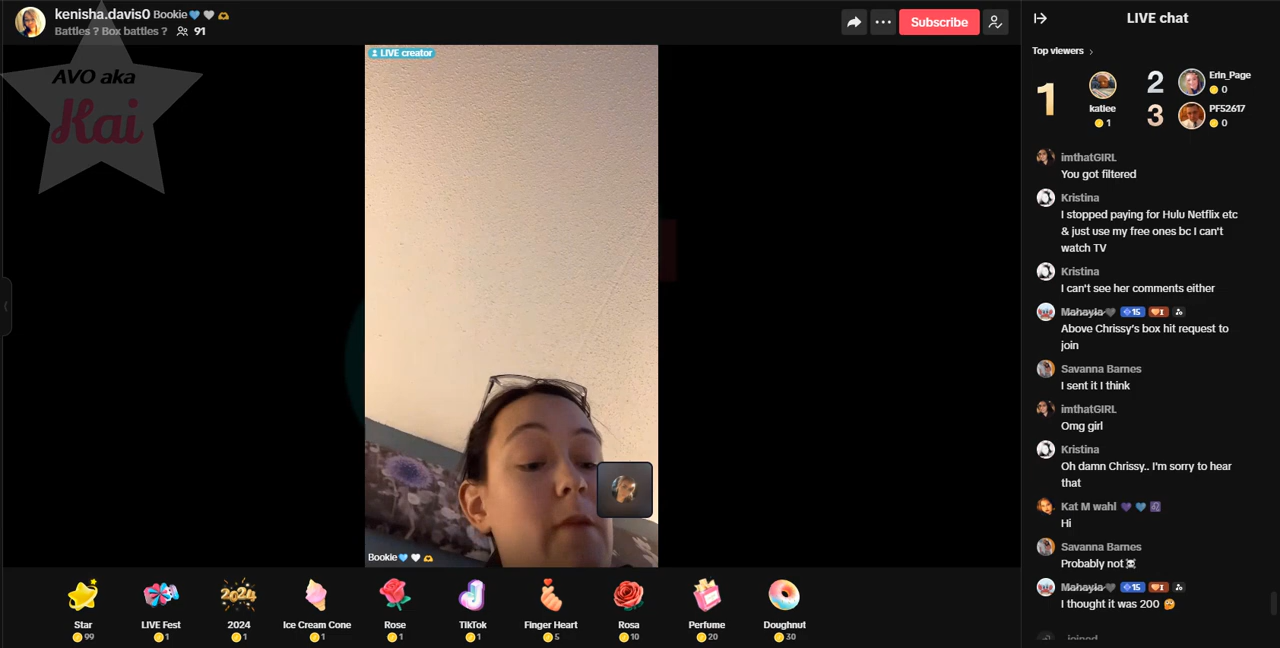 kenisha.davis0 Bookie💙🤍🫶
Battles ? Box battles ? 91
Subscribe
AVO aka
Kai
LIVE creator
Bookie💙🤍🫶
Star
99
LIVE Fest
1
2024
2024
1
Ice Cream Cone
1
Rose
1
TikTok
1
Finger Heart
5
Rosa
10
Perfume
20
Doughnut
30
LIVE chat
Top viewers
1
katiee
1
2
Erin_Page
0
3
PF52617
0
imthatGIRL
You got filtered
Kristina
I stopped paying for Hulu Netflix etc
& just use my free ones bc I can't
watch TV
Kristina
I can't see her comments either
Mahayla🖤 15 I
Above Chrissy's box hit request to
join
Savanna Barnes
I sent it I think
imthatGIRL
Omg girl
Kristina
Oh damn Chrissy.. I'm sorry to hear
that
Kat M wahl 💜 💙 ♌
Hi
Savanna Barnes
Probably not☠️
Mahayla🖤 15 I
I thought it was 200 🤔
joined